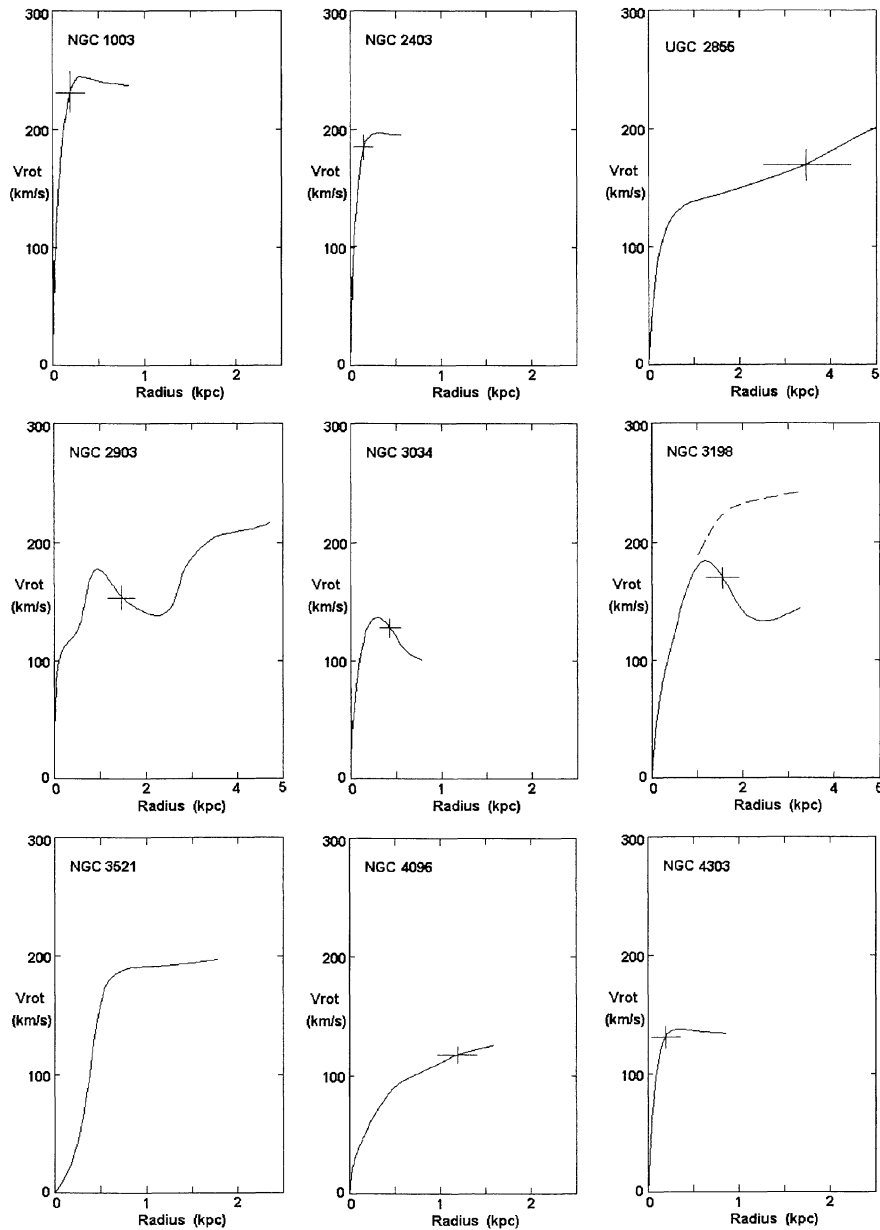 NGC 1003
300
200
Vrot
(km/s)
100
0
0 1 2
Radius (kpc)
NGC 2403
300
200
Vrot
(km/s)
100
0
0 1 2
Radius (kpc)
UGC 2855
300
200
Vrot
(km/s)
100
0
0 2 4 5
Radius (kpc)
NGC 2903
300
200
Vrot
(km/s)
100
0
0 2 4 5
Radius (kpc)
NGC 3034
300
200
Vrot
(km/s)
100
0
0 1 2
Radius (kpc)
NGC 3198
300
200
Vrot
(km/s)
100
0
0 2 4 5
Radius (kpc)
NGC 3521
300
200
Vrot
(km/s)
100
0
0 1 2
Radius (kpc)
NGC 4096
300
200
Vrot
(km/s)
100
0
0 1 2
Radius (kpc)
NGC 4303
300
200
Vrot
(km/s)
100
0
0 1 2
Radius (kpc)